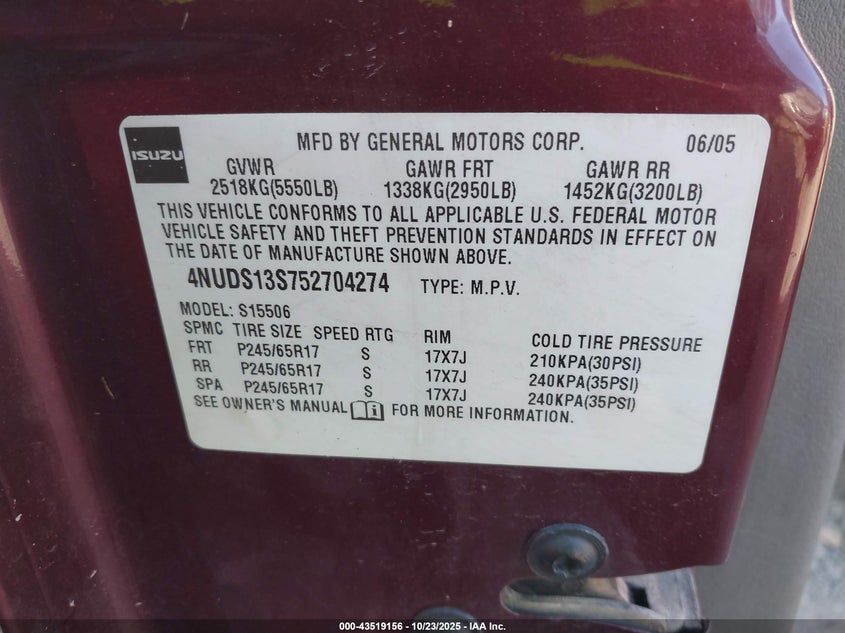 ISUZU
MFD BY GENERAL MOTORS CORP. 06/05
GVWR GAWR FRT GAWR RR
2518KG(5550LB) 1338KG(2950LB) 1452KG(3200LB)
THIS VEHICLE CONFORMS TO ALL APPLICABLE U.S. FEDERAL MOTOR
VEHICLE SAFETY AND THEFT PREVENTION STANDARDS IN EFFECT ON
THE DATE OF MANUFACTURE SHOWN ABOVE.
4NUDS13S752704274 TYPE: M.P.V.
MODEL: S15506
SPMC TIRE SIZE SPEED RTG RIM COLD TIRE PRESSURE
FRT P245/65R17 S 17X7J 210KPA(30PSI)
RR P245/65R17 S 17X7J 240KPA(35PSI)
SPA P245/65R17 S 17X7J 240KPA(35PSI)
SEE OWNER'S MANUAL FOR MORE INFORMATION.
000-43519156 | 10/23/2025 | IAA Inc.